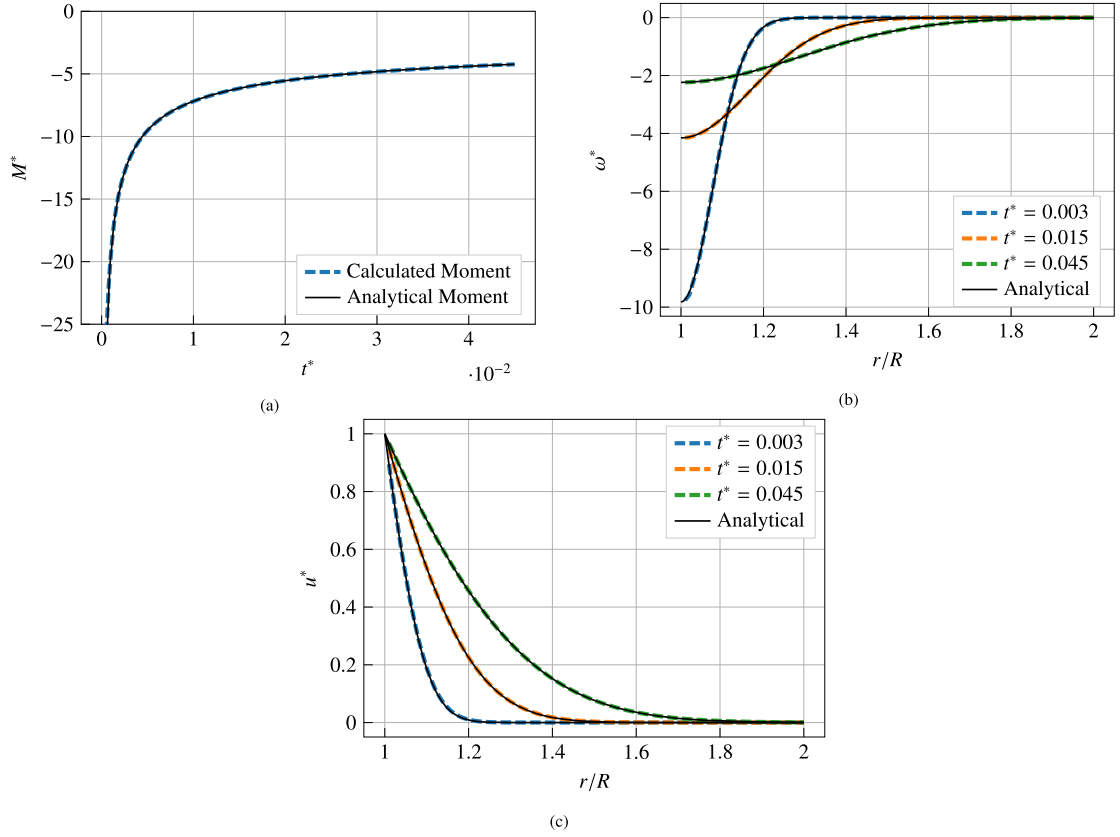 0
−5
−10
−15
−20
−25
M*
0
1
2
3
4
t*
·10⁻²
Calculated Moment
Analytical Moment
(a)
0
−2
−4
−6
−8
−10
ω*
1
1.2
1.4
1.6
1.8
2
r/R
t* = 0.003
t* = 0.015
t* = 0.045
Analytical
(b)
1
0.8
0.6
0.4
0.2
0
u*
1
1.2
1.4
1.6
1.8
2
r/R
t* = 0.003
t* = 0.015
t* = 0.045
Analytical
(c)